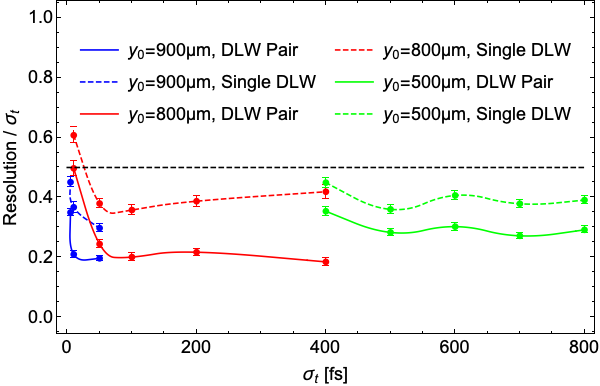 1.0
y0=900μm, DLW Pair
y0=800μm, Single DLW
0.8
y0=900μm, Single DLW
y0=500μm, DLW Pair
y0=800μm, DLW Pair
y0=500μm, Single DLW
0.6
0.4
0.2
0.0
Resolution / σt
0 200 400 600 800
σt [fs]